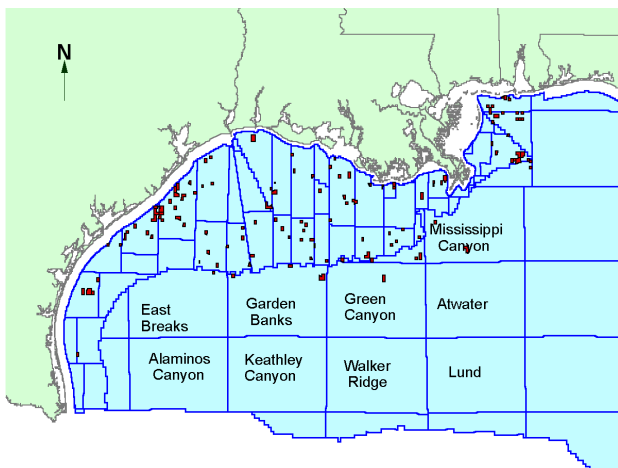 N
Mississippi
Canyon
East
Breaks
Garden
Banks
Green
Canyon
Atwater
Alaminos
Canyon
Keathley
Canyon
Walker
Ridge
Lund